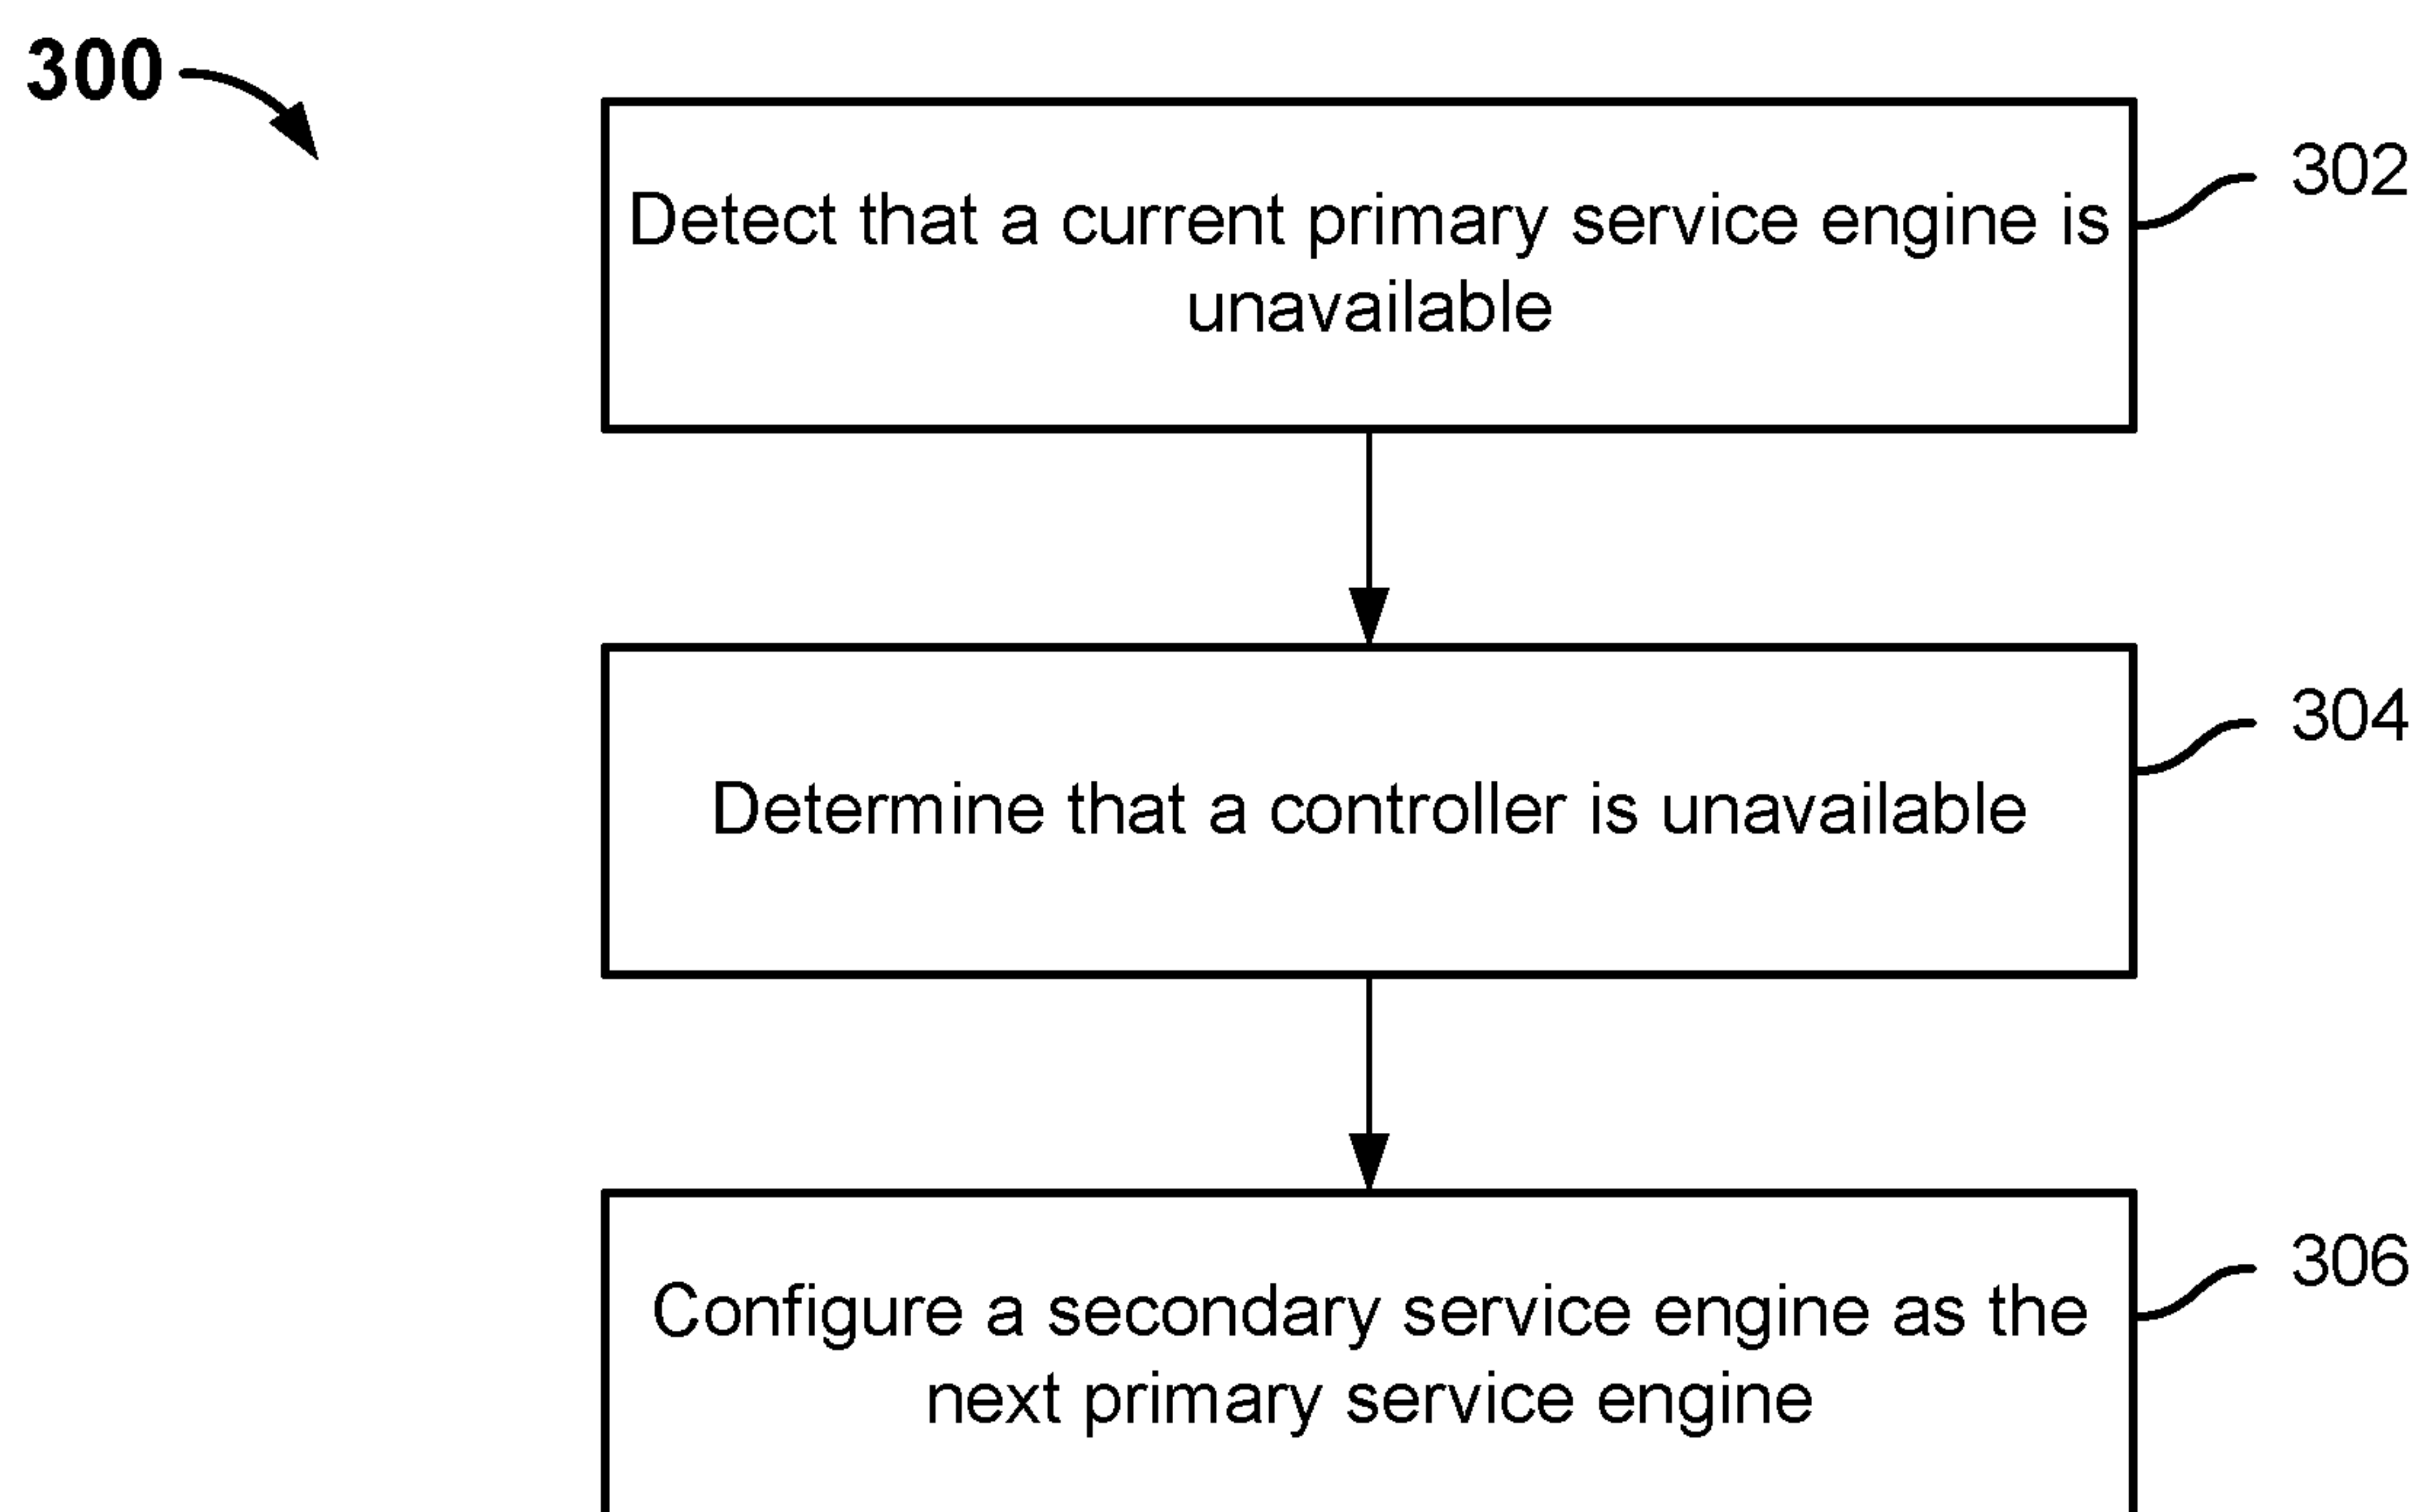 300
Detect that a current primary service engine is
unavailable
302
Determine that a controller is unavailable
304
Configure a secondary service engine as the
next primary service engine
306